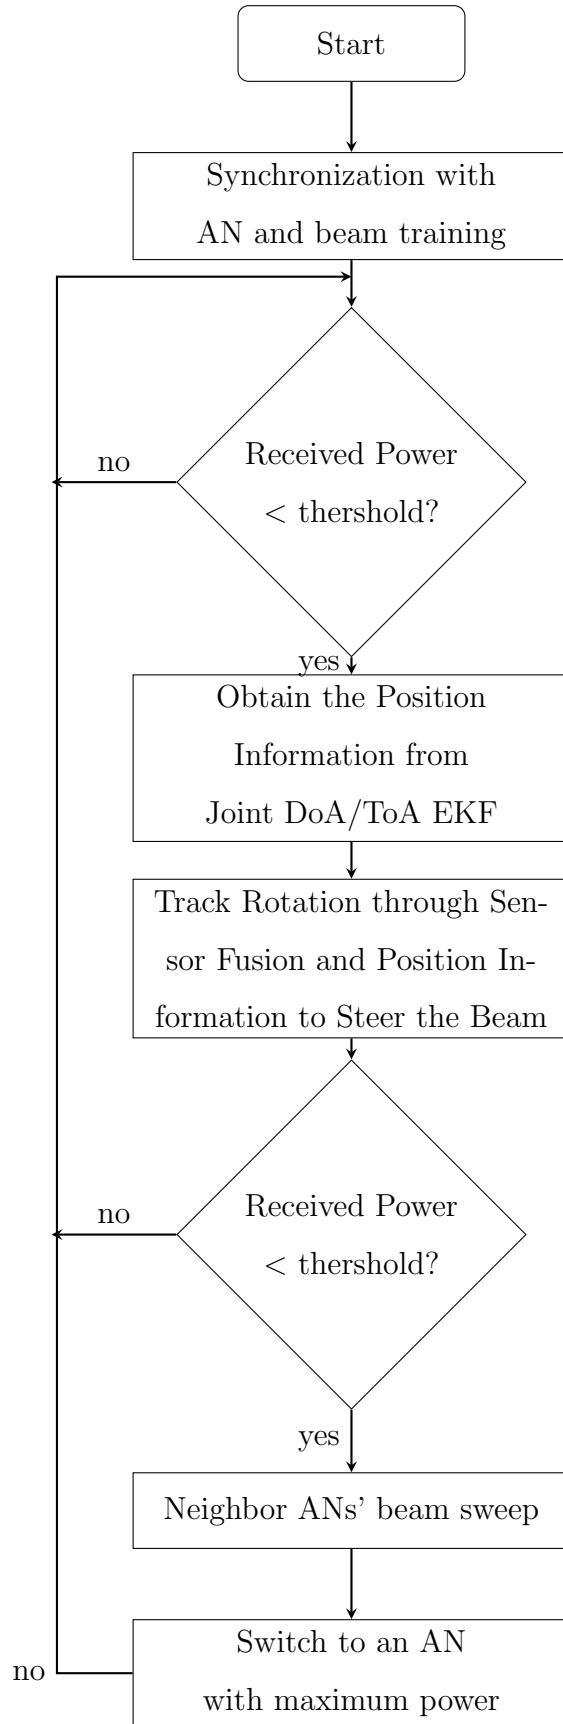 Start
Synchronization with
AN and beam training
Received Power
< thershold?
no
yes
Obtain the Position
Information from
Joint DoA/ToA EKF
Track Rotation through Sen-
sor Fusion and Position In-
formation to Steer the Beam
Received Power
< thershold?
no
yes
Neighbor ANs' beam sweep
Switch to an AN
with maximum power
no